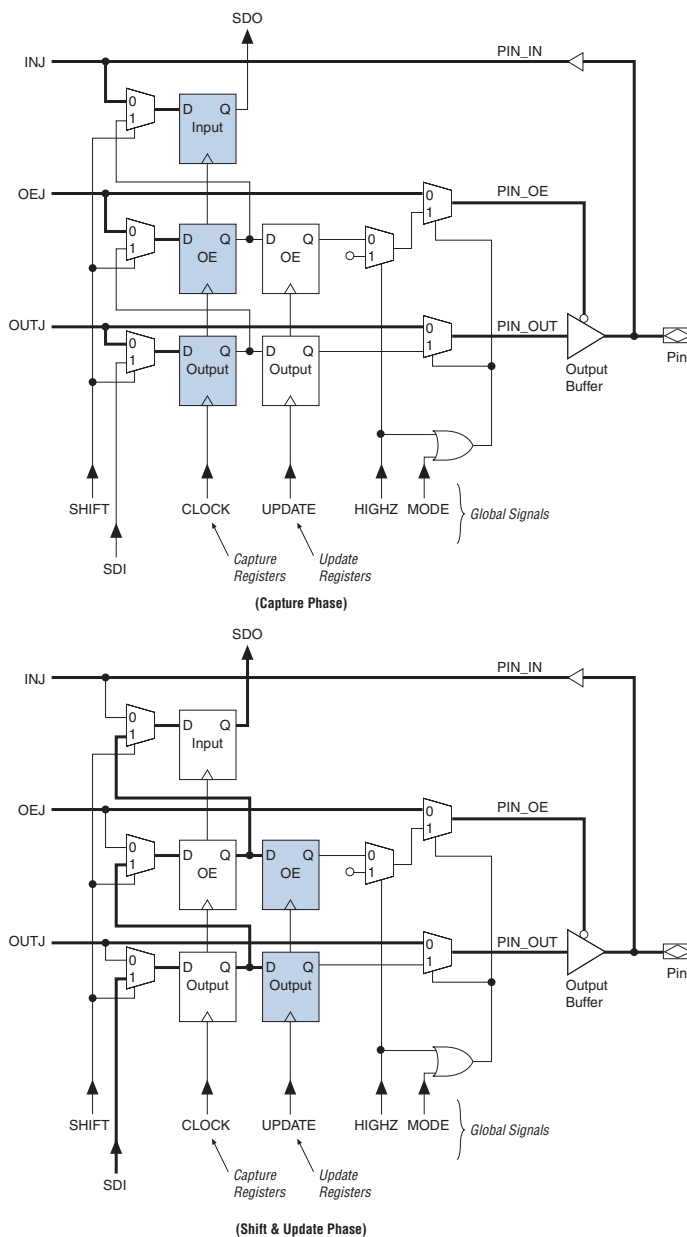 SDO
INJ
PIN_IN
0
1
D Q
Input
OEJ
0
1
PIN_OE
0
1
D Q
OE
D Q
OE
0
1
OUTJ
0
1
PIN_OUT
0
1
D Q
Output
D Q
Output
Output
Buffer
Pin
SHIFT
CLOCK
UPDATE
HIGHZ
MODE
Global Signals
SDI
Capture
Registers
Update
Registers
(Capture Phase)
SDO
INJ
PIN_IN
0
1
D Q
Input
OEJ
0
1
PIN_OE
0
1
D Q
OE
D Q
OE
0
1
OUTJ
0
1
PIN_OUT
0
1
D Q
Output
D Q
Output
Output
Buffer
Pin
SHIFT
CLOCK
UPDATE
HIGHZ
MODE
Global Signals
SDI
Capture
Registers
Update
Registers
(Shift & Update Phase)